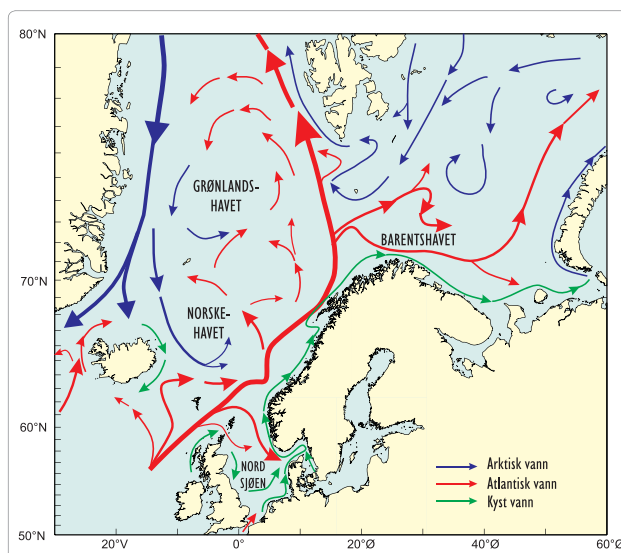 80°N
GRØNLANDS-
HAVET
BARENTSHAVET
70°N
NORSKE-
HAVET
60°N
NORD
SJØEN
Arktisk vann
Atlantisk vann
Kyst vann
50°N
20°V
0°
20°Ø
40°Ø
60°Ø